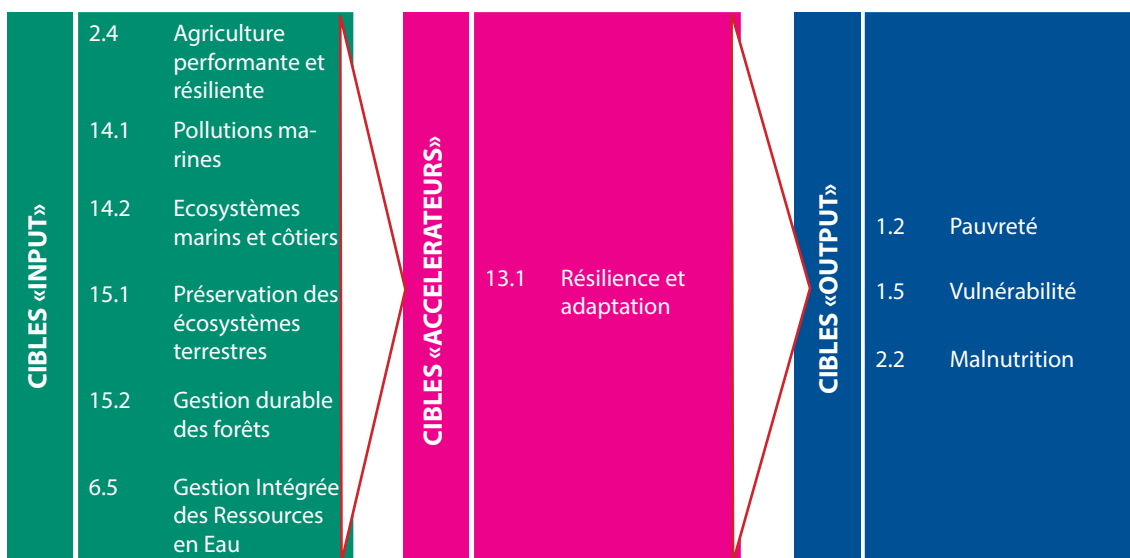 CIBLES «INPUT»
2.4 Agriculture
performante et
résiliente
14.1 Pollutions ma-
rines
14.2 Ecosystèmes
marins et côtiers
15.1 Préservation des
écosystèmes
terrestres
15.2 Gestion durable
des forêts
6.5 Gestion Intégrée
des Ressources
en Eau
CIBLES «ACCELERATEURS»
13.1 Résilience et
adaptation
CIBLES «OUTPUT»
1.2 Pauvreté
1.5 Vulnérabilité
2.2 Malnutrition